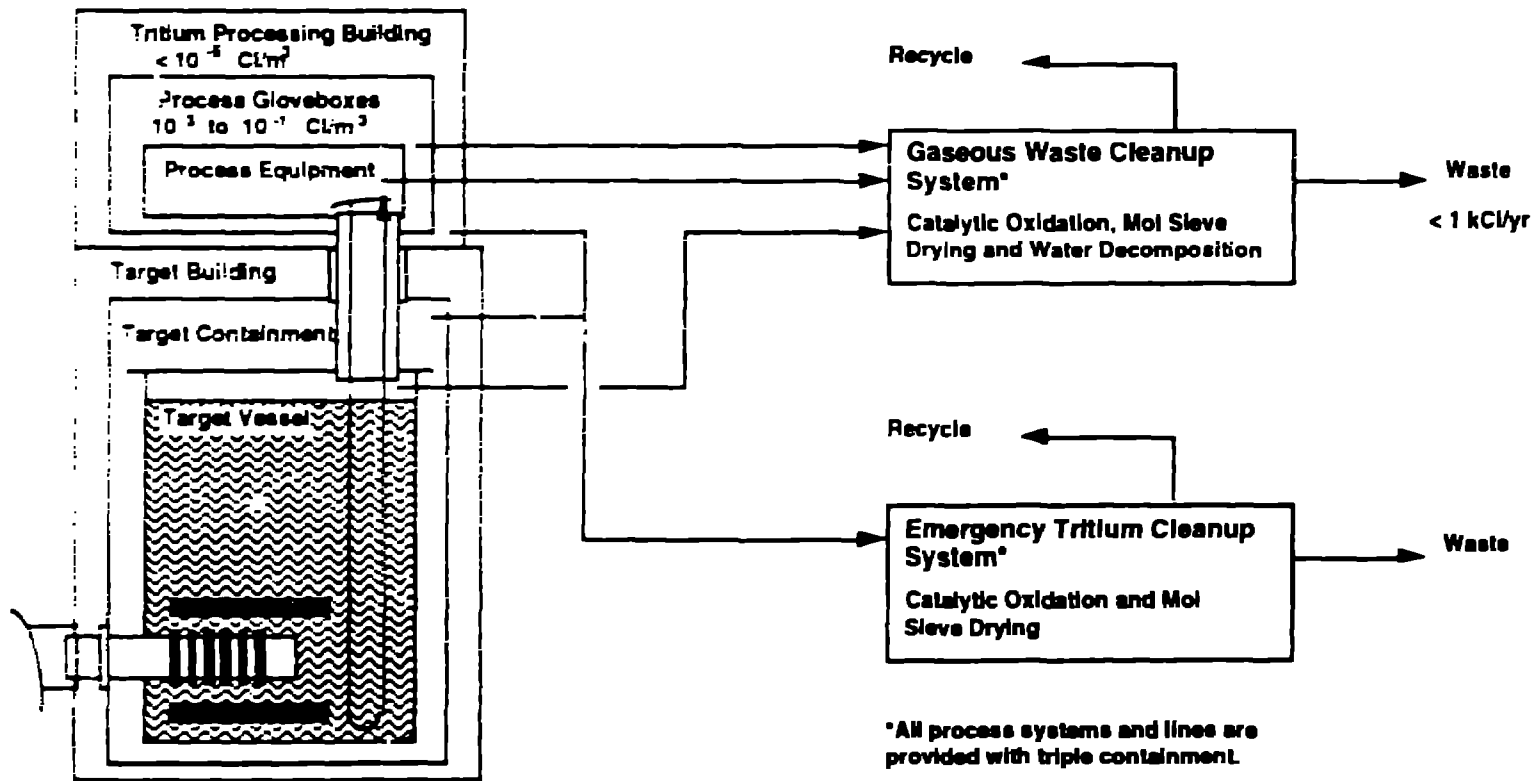 Tritium Processing Building
< 10⁻⁵ Ci/m³
Process Gloveboxes
to 10⁻¹ Ci/m³
Process Equipment
Target Building
Target Containment
Target Vessel
Recycle
Gaseous Waste Cleanup
System*
Catalytic Oxidation, Mol Sieve
Drying and Water Decomposition
Waste
< 1 kCi/yr
Recycle
Emergency Tritium Cleanup
System*
Catalytic Oxidation and Mol
Sieve Drying
Waste
*All process systems and lines are
provided with triple containment.